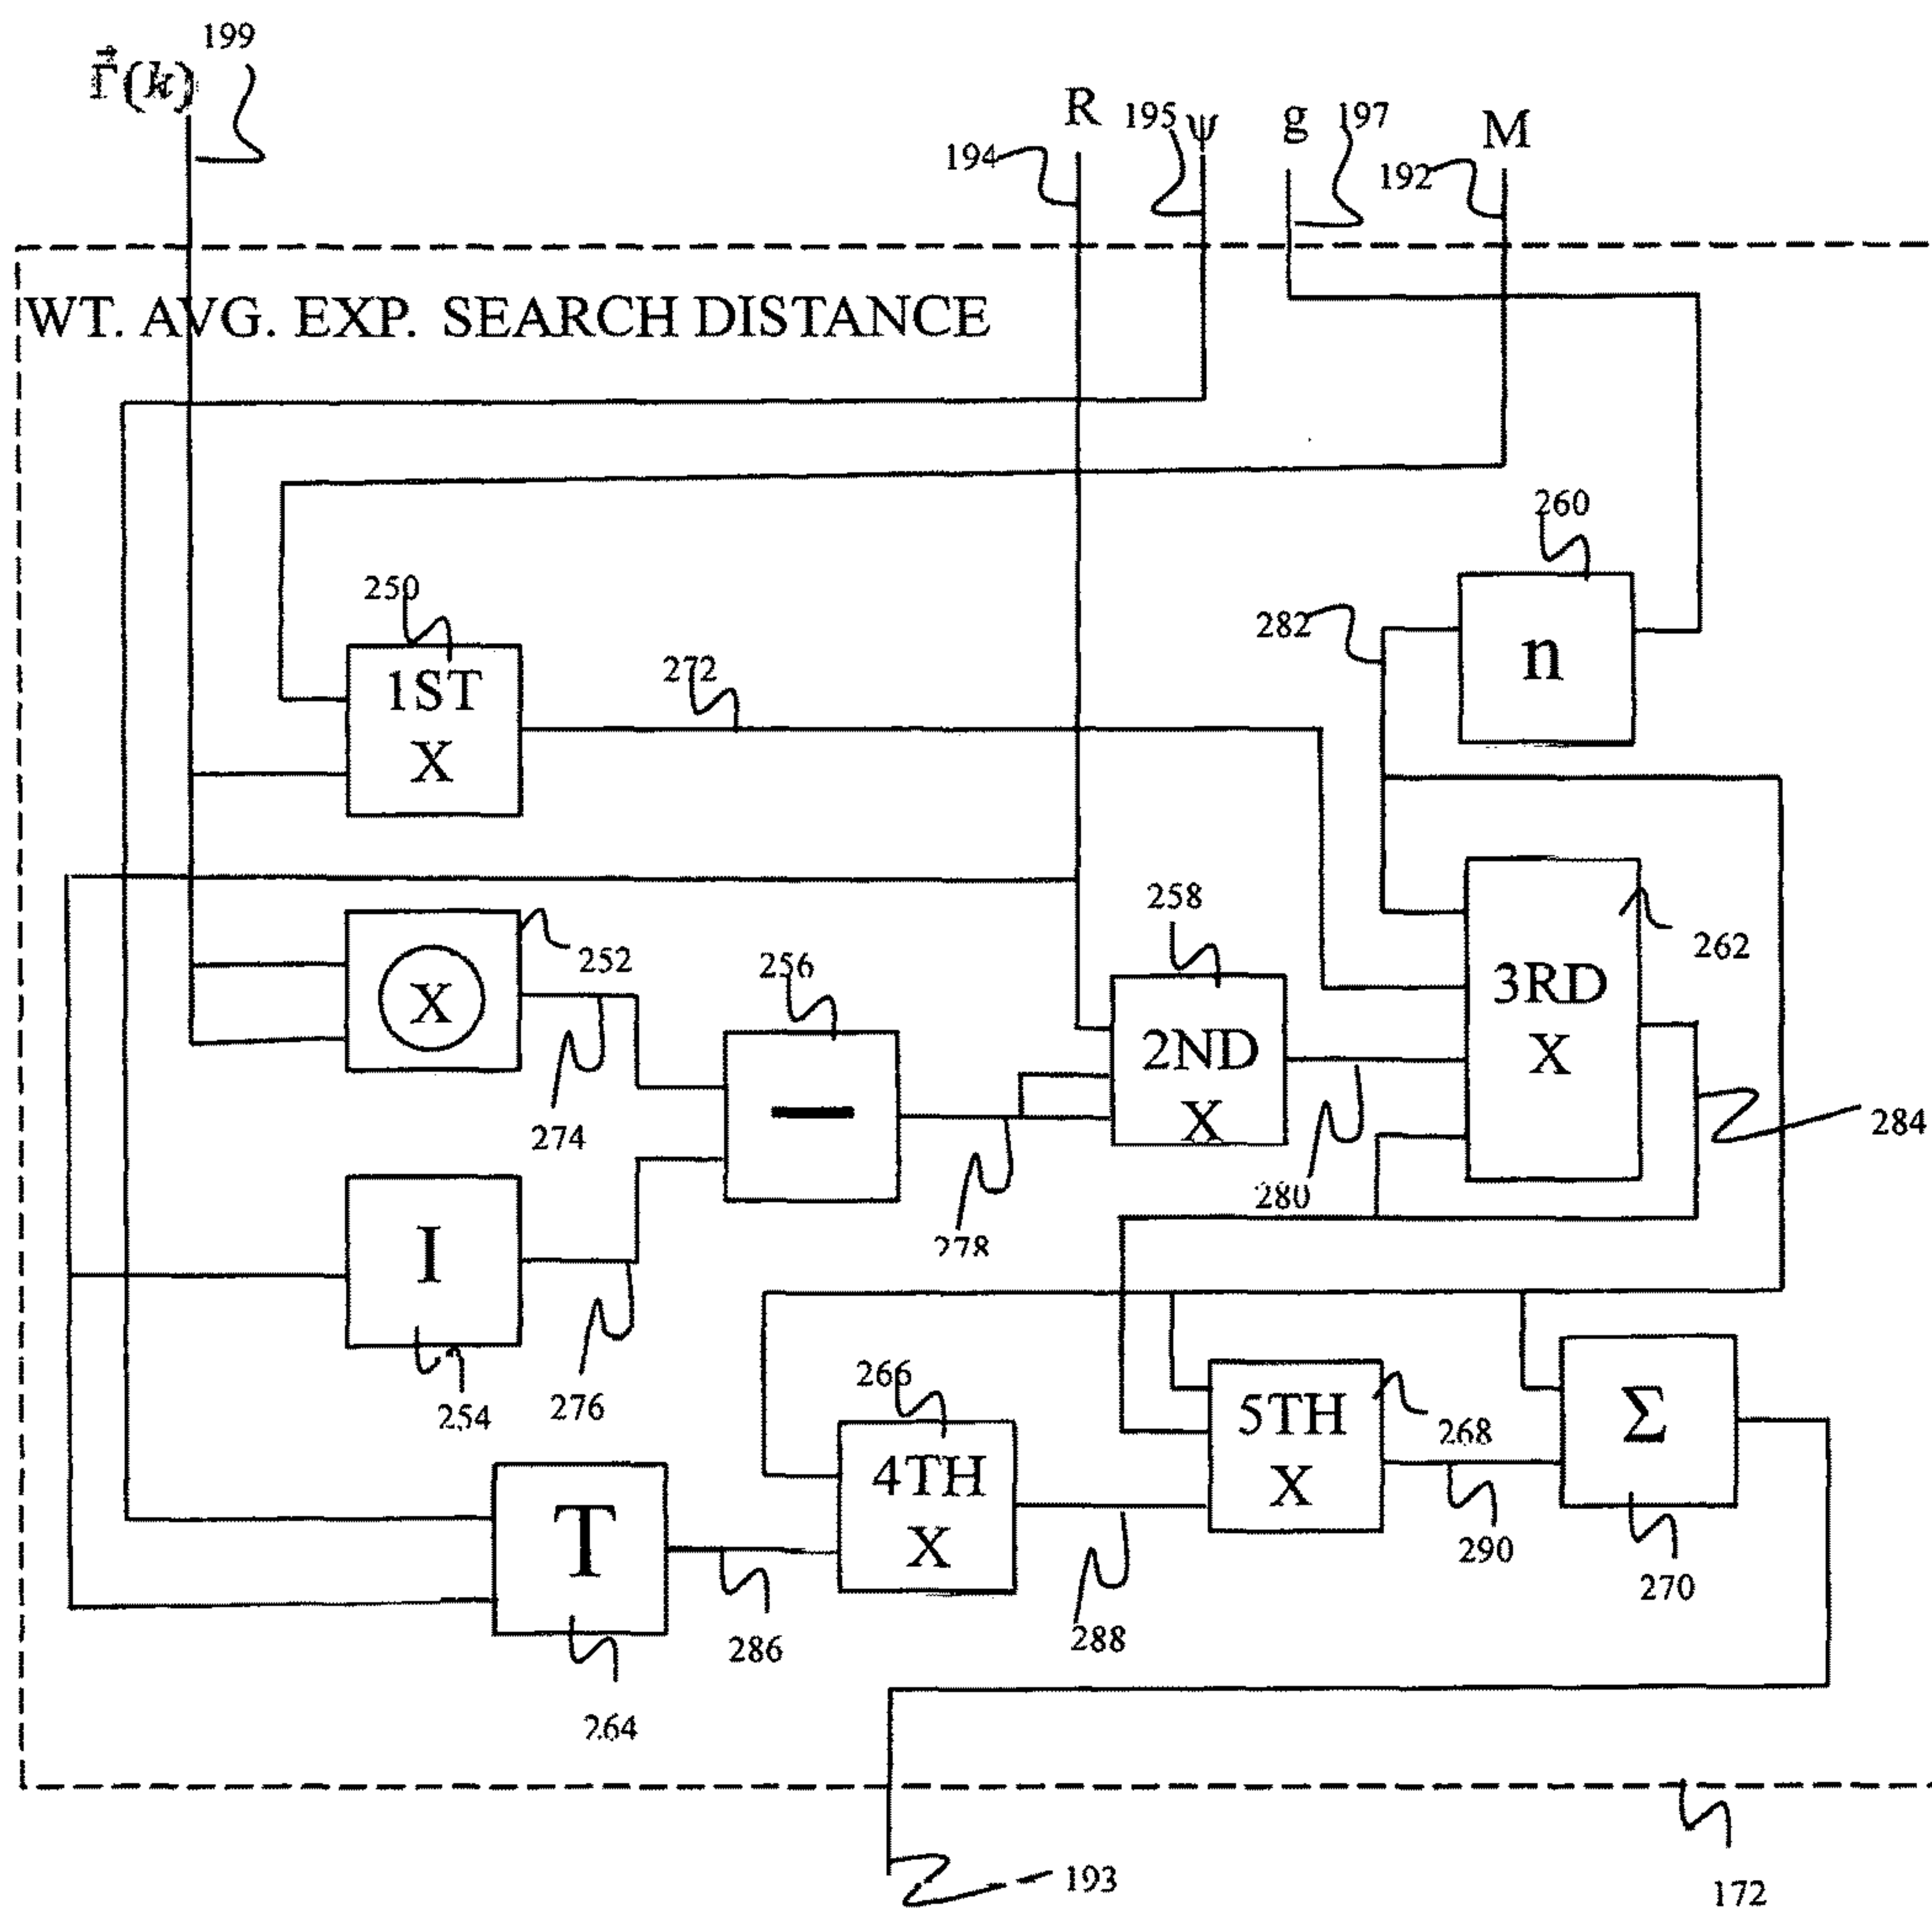 199
Γ⃗(k)
R
195
ψ
g
197
M
194
192
WT. AVG. EXP. SEARCH DISTANCE
260
250
282
n
1ST
X
272
258
252
256
262
X
3RD
X
2ND
X
274
284
280
278
I
254
276
266
5TH
X
268
Σ
4TH
X
T
290
270
286
288
264
193
172